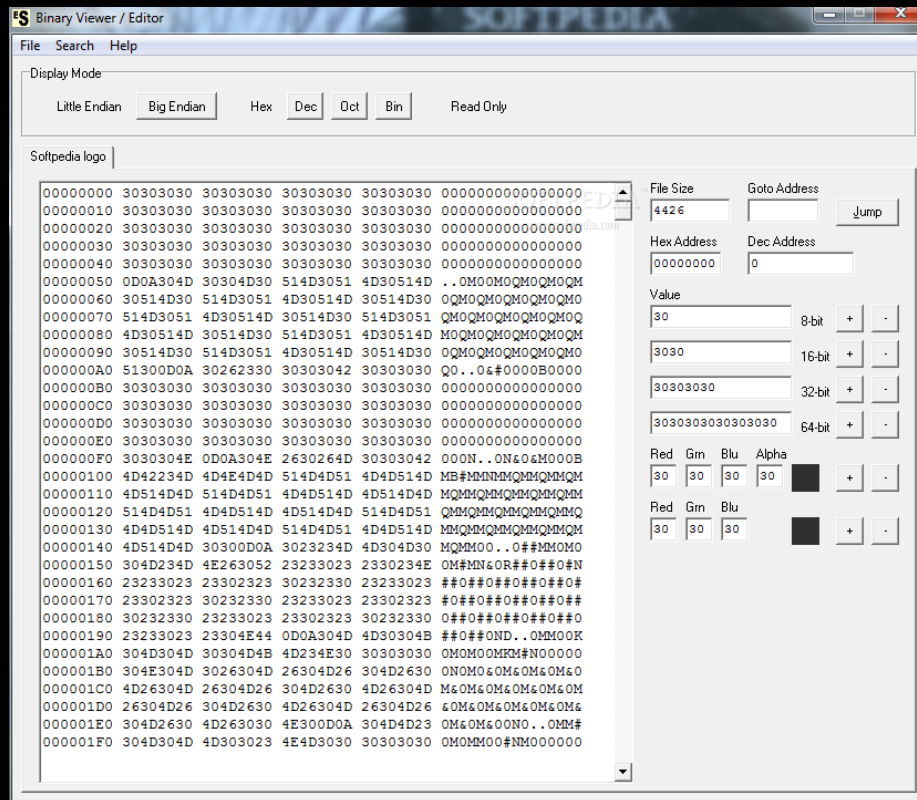 SOFTPEDIA
Binary Viewer / Editor
File Search Help
Display Mode
Little Endian Big Endian Hex Dec Oct Bin Read Only
Softpedia logo
00000000 30303030 30303030 30303030 30303030 0000000000000000
00000010 30303030 30303030 30303030 30303030 0000000000000000
00000020 30303030 30303030 30303030 30303030 0000000000000000
00000030 30303030 30303030 30303030 30303030 0000000000000000
00000040 30303030 30303030 30303030 30303030 0000000000000000
00000050 0D0A304D 30304D30 514D3051 4D30514D ..0M00M0QM0QM0QM
00000060 30514D30 514D3051 4D30514D 30514D30 0QM0QM0QM0QM0QM0
00000070 514D3051 4D30514D 30514D30 514D3051 QM0QM0QM0QM0QM0Q
00000080 4D30514D 30514D30 514D3051 4D30514D M0QM0QM0QM0QM0QM
00000090 30514D30 514D3051 4D30514D 30514D30 0QM0QM0QM0QM0QM0
000000A0 51300D0A 30262330 30303042 30303030 Q0..0&#0000B0000
000000B0 30303030 30303030 30303030 30303030 0000000000000000
000000C0 30303030 30303030 30303030 30303030 0000000000000000
000000D0 30303030 30303030 30303030 30303030 0000000000000000
000000E0 30303030 30303030 30303030 30303030 0000000000000000
000000F0 3030304E 0D0A304E 2630264D 30303042 000N..0N&0&M000B
00000100 4D42234D 4D4E4D4D 514D4D51 4D4D514D MB#MMNMMQMMQMMQM
00000110 4D514D4D 514D4D51 4D4D514D 4D514D4D MQMMQMMQMMQMMQMM
00000120 514D4D51 4D4D514D 4D514D4D 514D4D51 QMMQMMQMMQMMQMMQ
00000130 4D4D514D 4D514D4D 514D4D51 4D4D514D MMQMMQMMQMMQMMQM
00000140 4D514D4D 30300D0A 3023234D 4D304D30 MQMM00..0##MM0M0
00000150 304D234D 4E263052 23233023 2330234E 0M#MN&0R##0##0#N
00000160 23233023 23302323 30232330 23233023 ##0##0##0##0##0#
00000170 23302323 30232330 23233023 23302323 #0##0##0##0##0##
00000180 30232330 23233023 23302323 30232330 0##0##0##0##0##0
00000190 23233023 23304E44 0D0A304D 4D30304B ##0##0ND..0MM00K
000001A0 304D304D 30304D4B 4D234E30 30303030 0M0M00MKM#N00000
000001B0 304E304D 3026304D 26304D26 304D2630 0N0M0&0M&0M&0M&0
000001C0 4D26304D 26304D26 304D2630 4D26304D M&0M&0M&0M&0M&0M
000001D0 26304D26 304D2630 4D26304D 26304D26 &0M&0M&0M&0M&0M&
000001E0 304D2630 4D263030 4E300D0A 304D4D23 0M&0M&00N0..0MM#
000001F0 304D304D 4D303023 4E4D3030 30303030 0M0MM00#NM000000
File Size Goto Address
4426 Jump
Hex Address Dec Address
00000000 0
Value
30 8-bit + -
3030 16-bit + -
30303030 32-bit + -
3030303030303030 64-bit + -
Red Grn Blu Alpha
30 30 30 30 + -
Red Grn Blu
30 30 30 + -